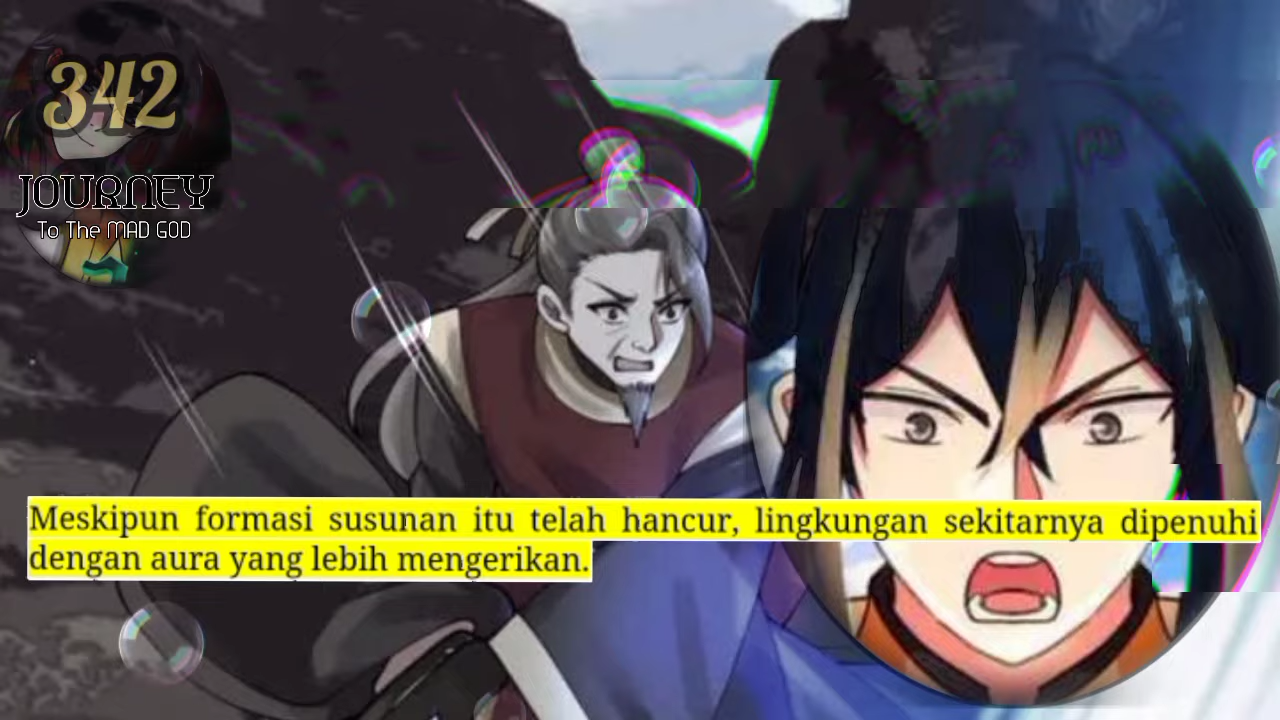 342
JOURNEY
To The MAD GOD
Meskipun formasi susunan itu telah hancur, lingkungan sekitarnya dipenuhi
dengan aura yang lebih mengerikan.